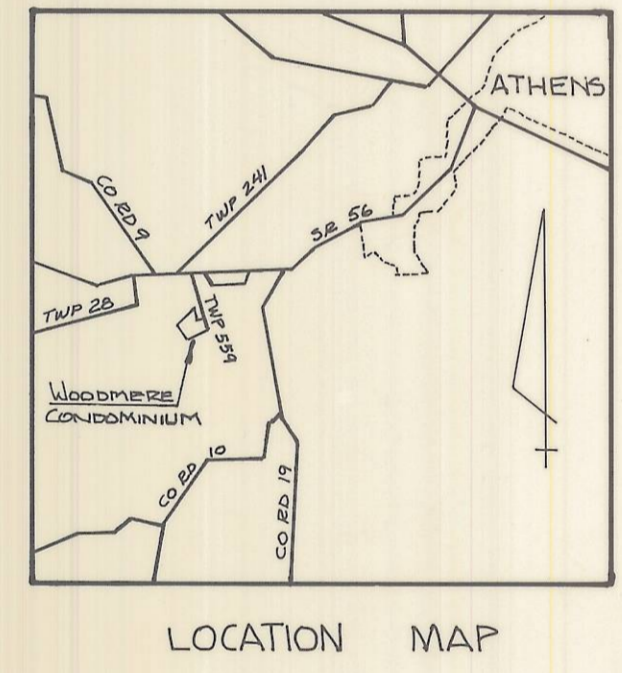 ATHENS
CO RD 9
TWP 241
SR 56
TWP 28
TWP 559
WOODMERE
CONDOMINIUM
CO RD 10
CO RD 19
LOCATION MAP